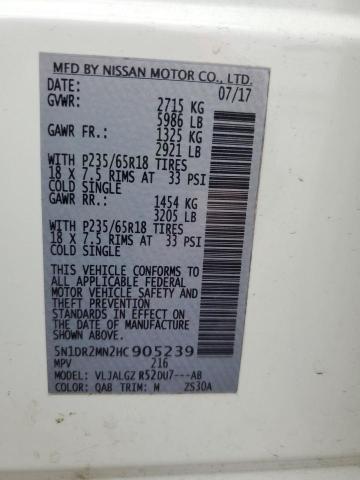 MFD BY NISSAN MOTOR CO., LTD.
DATE: 07/17
GVWR: 2715 KG
5986 LB
GAWR FR.: 1325 KG
2921 LB
WITH P235/65R18 TIRES
18 X 7.5 RIMS AT 33 PSI
COLD SINGLE
GAWR RR.: 1454 KG
3205 LB
WITH P235/65R18 TIRES
18 X 7.5 RIMS AT 33 PSI
COLD SINGLE
THIS VEHICLE CONFORMS TO
ALL APPLICABLE FEDERAL
MOTOR VEHICLE SAFETY AND
THEFT PREVENTION
STANDARDS IN EFFECT ON
THE DATE OF MANUFACTURE
SHOWN ABOVE.
5N1DR2MN2HC905239
MPV 216
MODEL: VLJALGZ R52DU7---AB
COLOR: QAB TRIM: M ZS30A